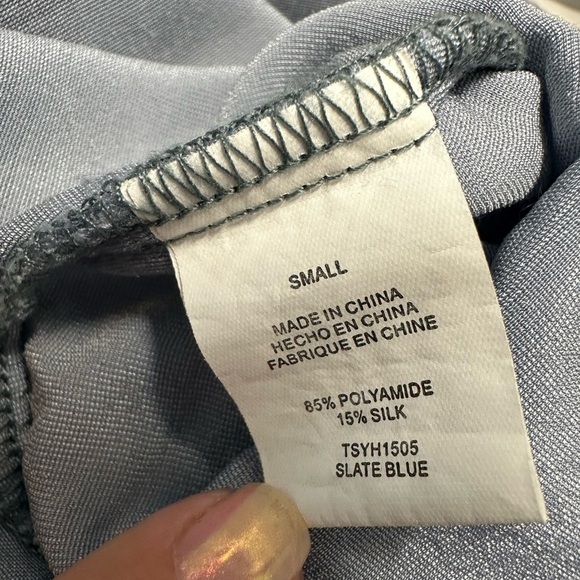 SMALL
MADE IN CHINA
HECHO EN CHINA
FABRIQUE EN CHINE
85% POLYAMIDE
15% SILK
TSYH1505
SLATE BLUE